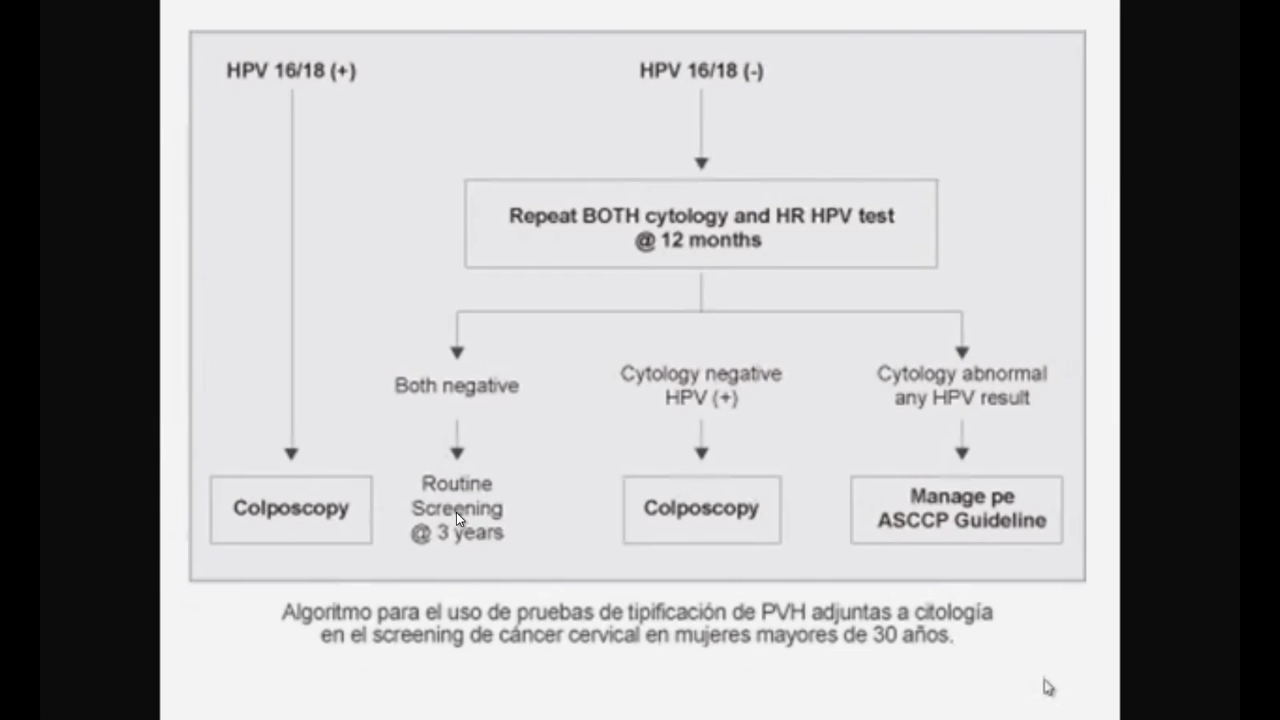 HPV 16/18 (+)
HPV 16/18 (-)
Repeat BOTH cytology and HR HPV test
@ 12 months
Both negative
Cytology negative
HPV (+)
Cytology abnormal
any HPV result
Colposcopy
Routine
Screening
@ 3 years
Colposcopy
Manage pe
ASCCP Guideline
Algoritmo para el uso de pruebas de tipificación de PVH adjuntas a citología
en el screening de cáncer cervical en mujeres mayores de 30 años.